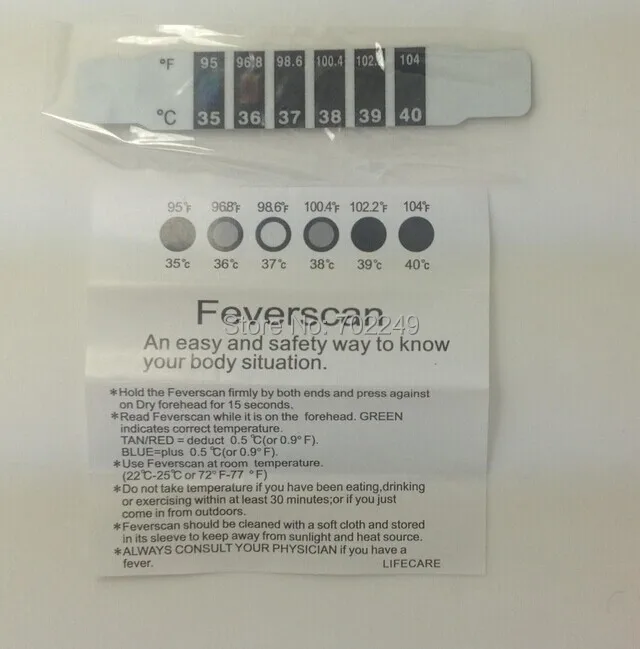 °F 95 96.8 98.6 100.4 102.2 104
°C 35 36 37 38 39 40
95°F 96.8°F 98.6°F 100.4°F 102.2°F 104°F
35°c 36°c 37°c 38°c 39°c 40°c
Feverscan
Store No: 702249
An easy and safety way to know
your body situation.
*Hold the Feverscan firmly by both ends and press against
on Dry forehead for 15 seconds.
*Read Feverscan while it is on the forehead. GREEN
indicates correct temperature.
TAN/RED = deduct 0.5 ℃(or 0.9° F).
BLUE=plus 0.5 ℃(or 0.9° F).
*Use Feverscan at room temperature.
(22℃-25℃ or 72° F-77 °F)
*Do not take temperature if you have been eating,drinking
or exercising within at least 30 minutes;or if you just
come in from outdoors.
*Feverscan should be cleaned with a soft cloth and stored
in its sleeve to keep away from sunlight and heat source.
*ALWAYS CONSULT YOUR PHYSICIAN if you have a
fever. LIFECARE